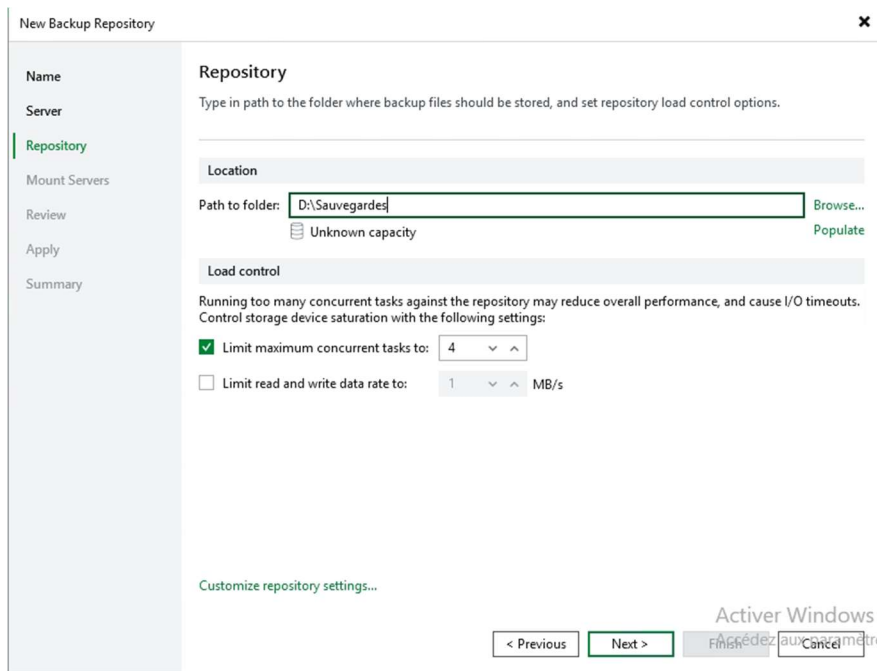 New Backup Repository
Name
Server
Repository
Mount Servers
Review
Apply
Summary
Repository
Type in path to the folder where backup files should be stored, and set repository load control options.
Location
Path to folder: D:\Sauvegardes Browse...
Unknown capacity Populate
Load control
Running too many concurrent tasks against the repository may reduce overall performance, and cause I/O timeouts.
Control storage device saturation with the following settings:
Limit maximum concurrent tasks to: 4
Limit read and write data rate to: 1 MB/s
Customize repository settings...
Activer Windows
Accédez aux paramètr
< Previous Next > Finish Cancel